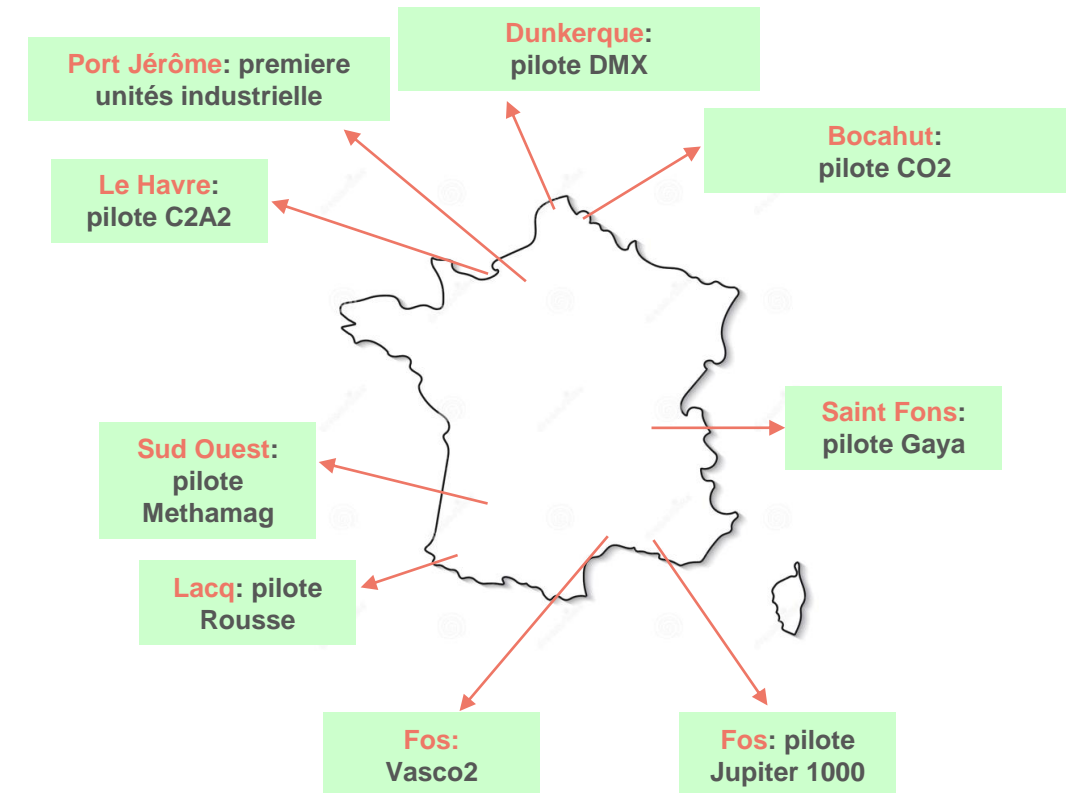 Dunkerque:
pilote DMX
Port Jérôme: premiere
unités industrielle
Bocahut:
pilote CO2
Le Havre:
pilote C2A2
Saint Fons:
pilote Gaya
Sud Ouest:
pilote
Methamag
Lacq: pilote
Rousse
Fos:
Vasco2
Fos: pilote
Jupiter 1000